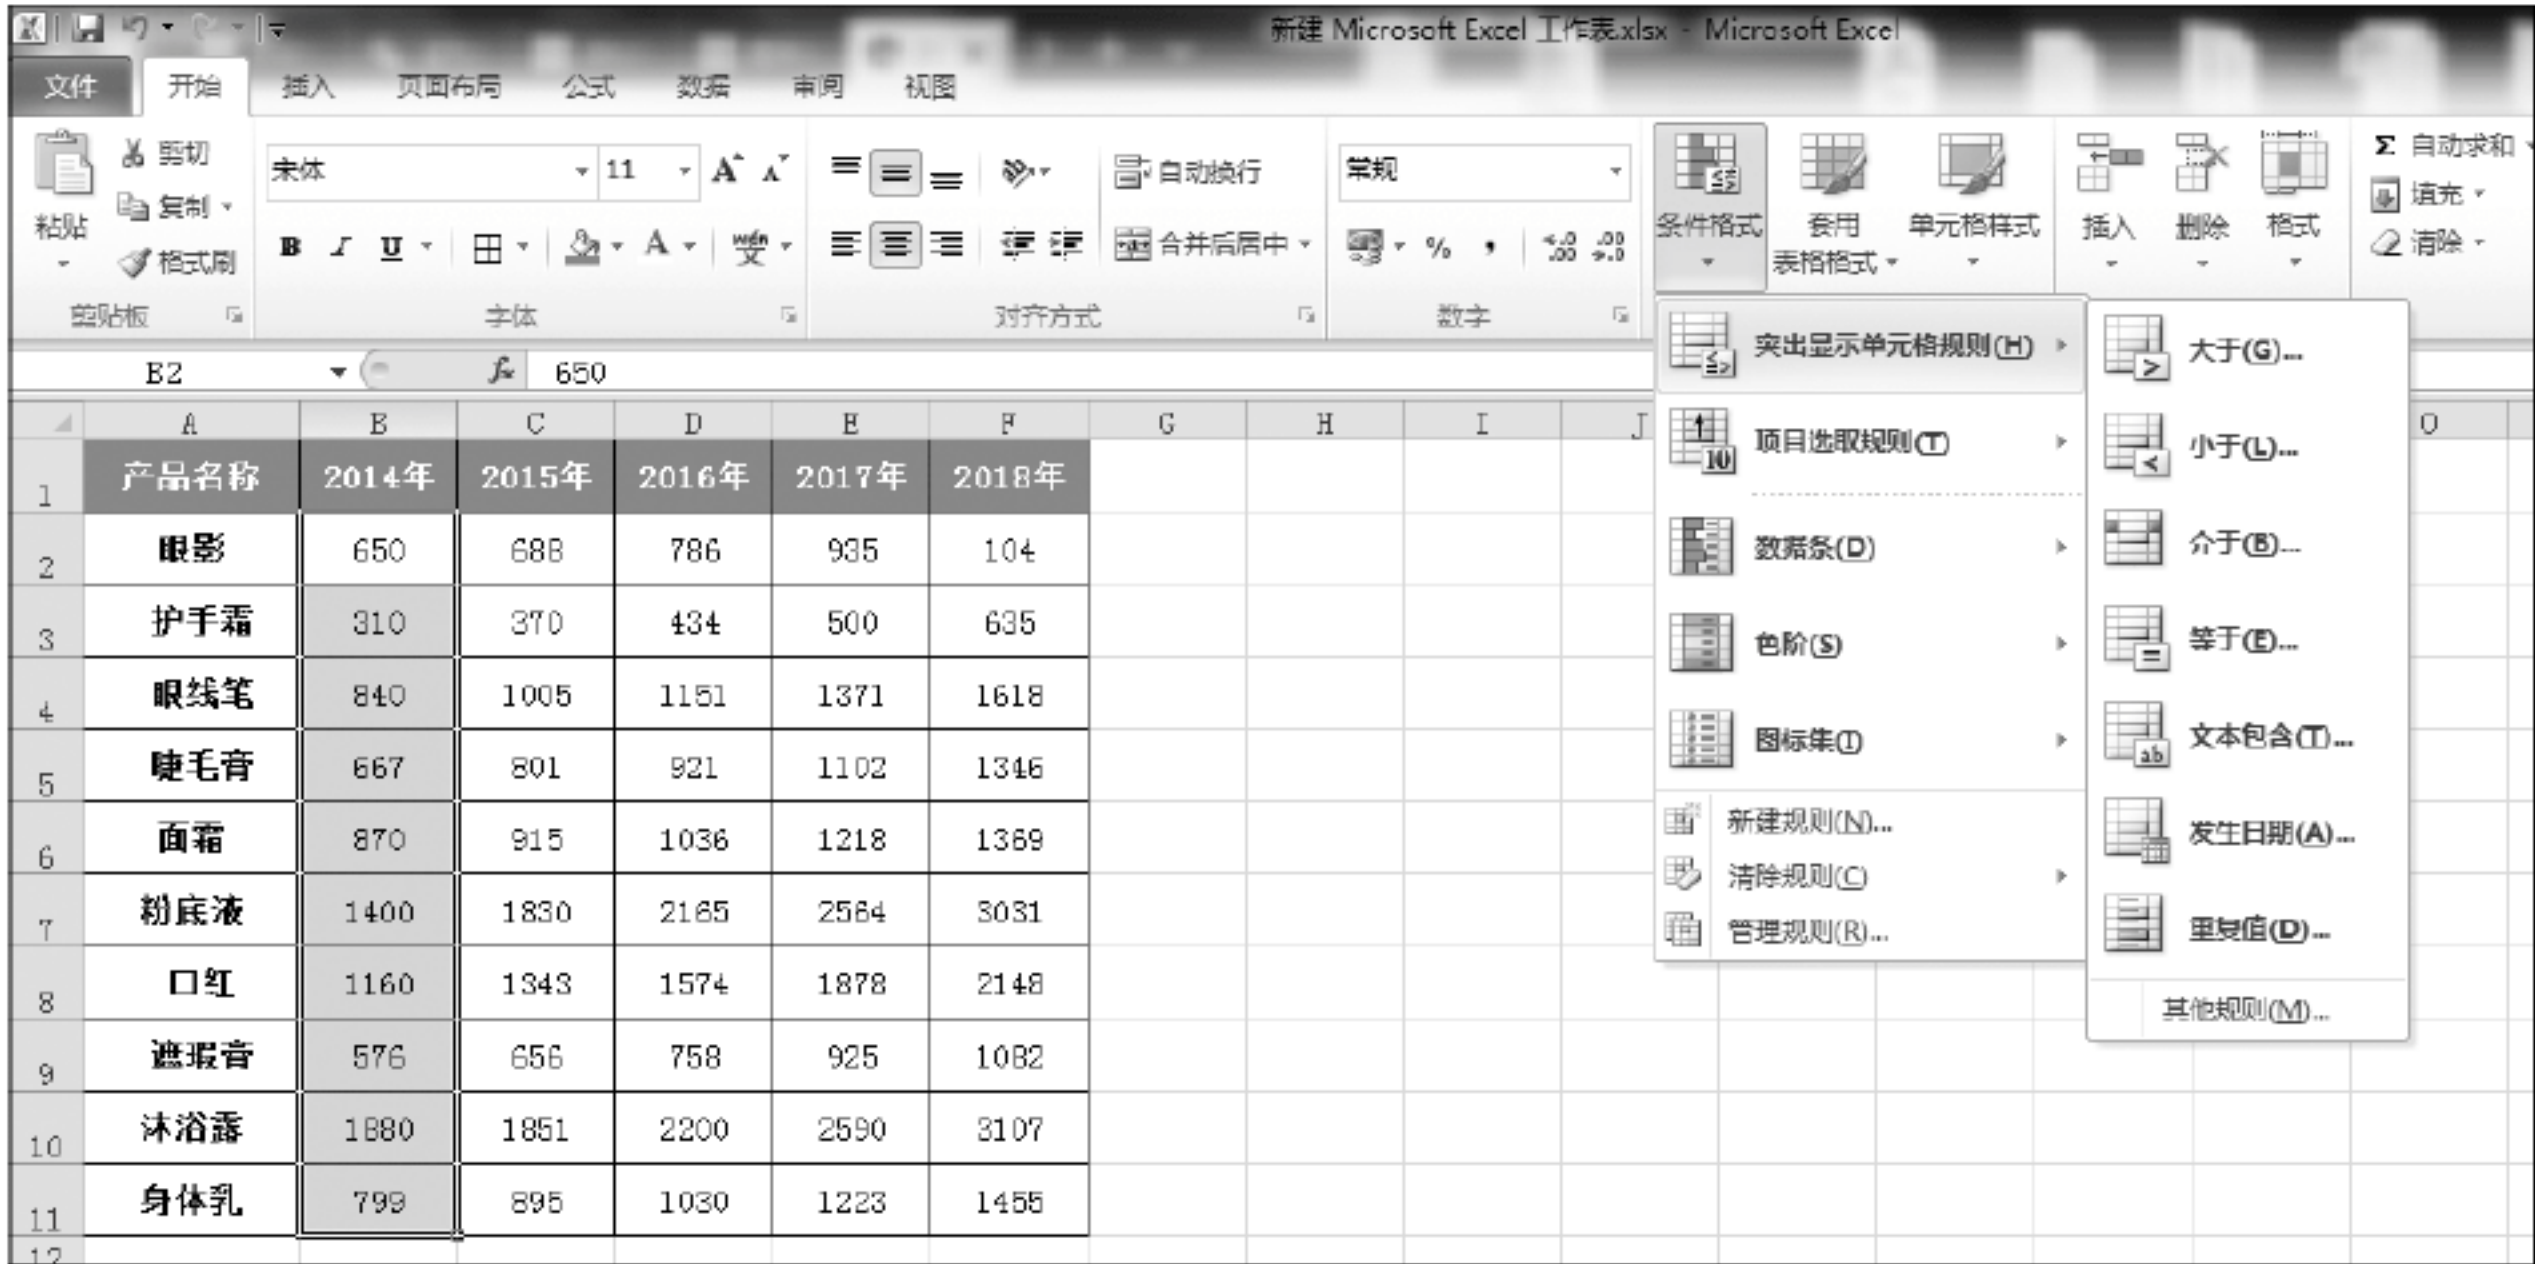 新建 Microsoft Excel 工作表.xlsx - Microsoft Excel
文件 开始 插入 页面布局 公式 数据 审阅 视图
剪切 宋体 11 自动换行 常规 Σ 自动求和
复制 填充
粘贴 条件格式 套用 单元格样式 插入 删除 格式
格式刷 B I U A wén 文 合并后居中 % , 表格格式 清除
剪贴板 字体 对齐方式 数字
B2 fx 650
A B C D E F G H I J O
1 产品名称 2014年 2015年 2016年 2017年 2018年
2 眼影 650 688 786 935 104
3 护手霜 310 370 434 500 635
4 眼线笔 840 1005 1151 1371 1618
5 睫毛膏 667 801 921 1102 1346
6 面霜 870 915 1036 1218 1369
7 粉底液 1400 1830 2165 2564 3031
8 口红 1160 1343 1574 1878 2148
9 遮瑕膏 576 656 758 925 1082
10 沐浴露 1880 1851 2200 2590 3107
11 身体乳 799 895 1030 1223 1455
12
突出显示单元格规则(H)
项目选取规则(T)
数据条(D)
色阶(S)
图标集(I)
新建规则(N)...
清除规则(C)
管理规则(R)...
大于(G)...
小于(L)...
介于(B)...
等于(E)...
文本包含(T)...
发生日期(A)...
重复值(D)...
其他规则(M)...